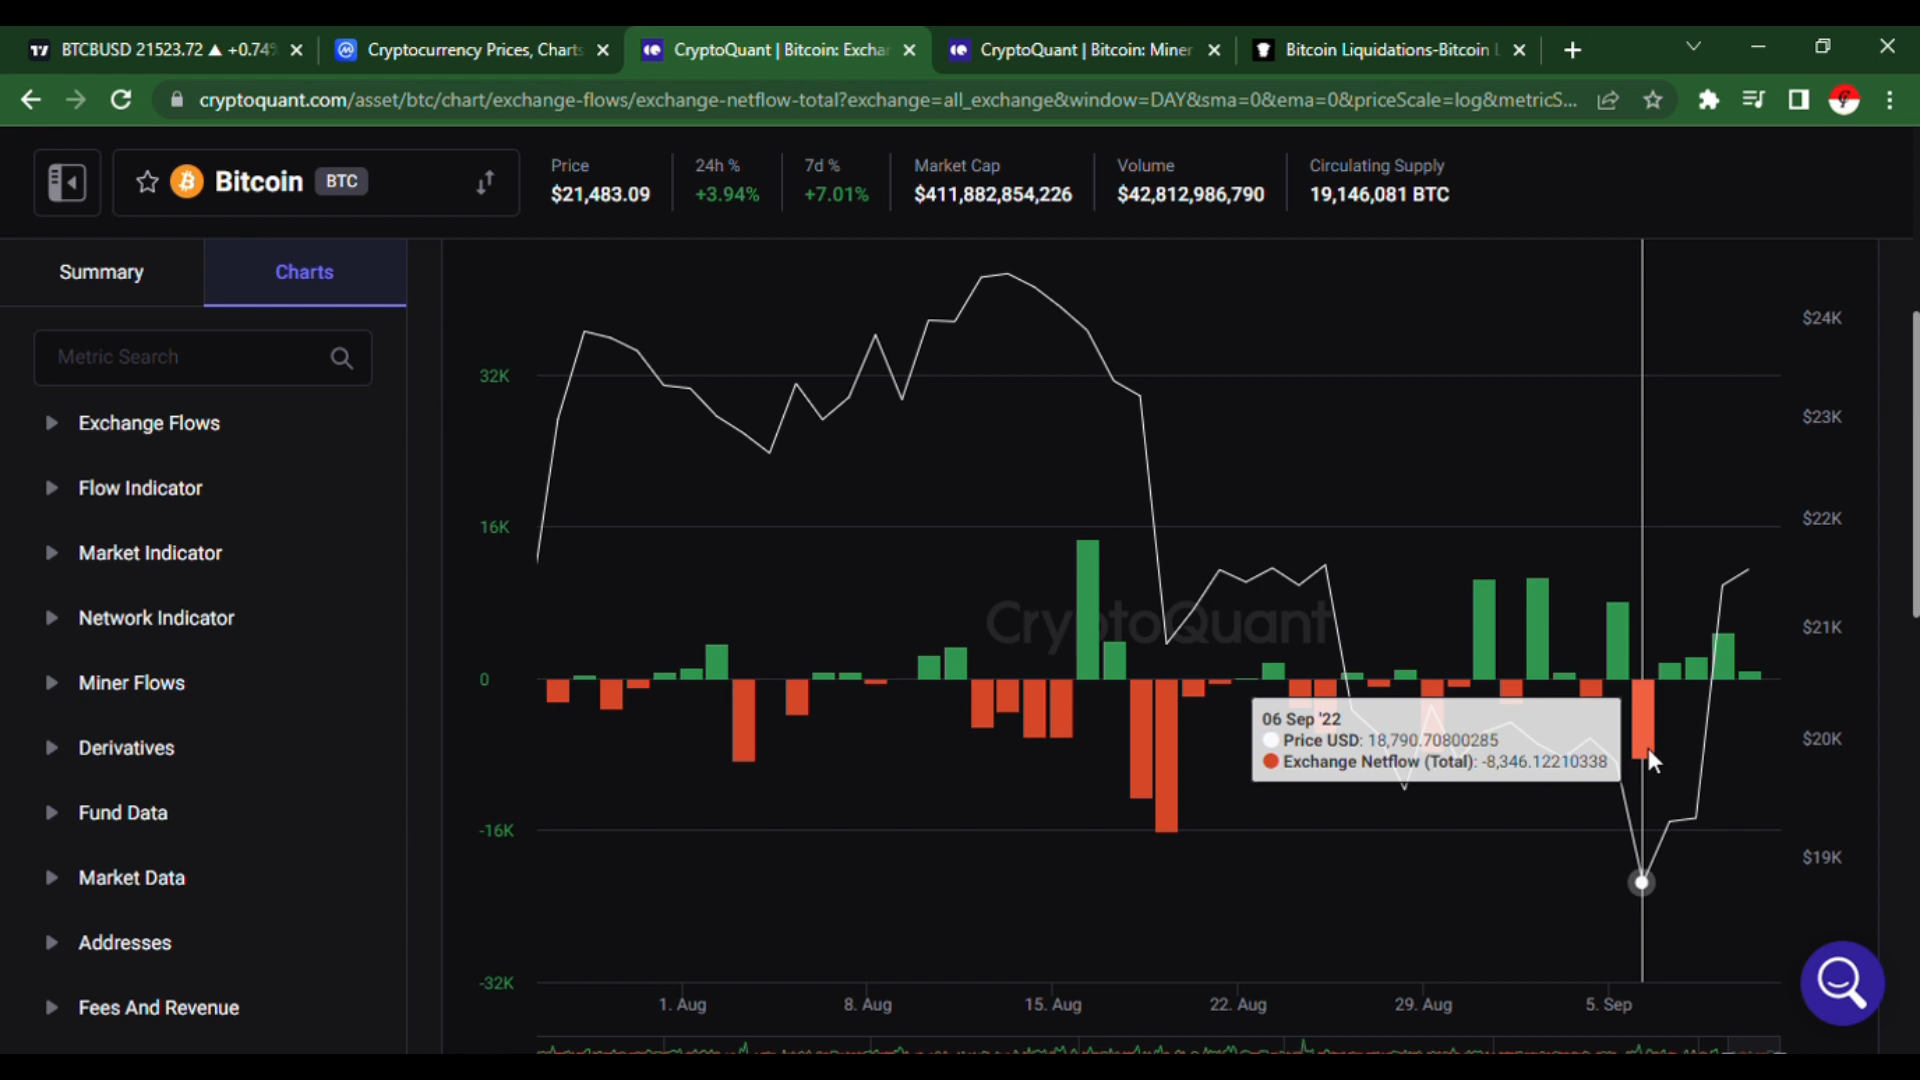 BTCBUSD 21523.72 ▲ +0.74%
Cryptocurrency Prices, Charts
CryptoQuant | Bitcoin: Exchan
CryptoQuant | Bitcoin: Miner
Bitcoin Liquidations-Bitcoin L
cryptoquant.com/asset/btc/chart/exchange-flows/exchange-netflow-total?exchange=all_exchange&window=DAY&sma=0&ema=0&priceScale=log&metricS...
Bitcoin BTC
Price
$21,483.09
24h %
+3.94%
7d %
+7.01%
Market Cap
$411,882,854,226
Volume
$42,812,986,790
Circulating Supply
19,146,081 BTC
Summary
Charts
Metric Search
Exchange Flows
Flow Indicator
Market Indicator
Network Indicator
Miner Flows
Derivatives
Fund Data
Market Data
Addresses
Fees And Revenue
32K
16K
0
-16K
-32K
CryptoQuant
06 Sep '22
Price USD: 18,790.70800285
Exchange Netflow (Total): -8,346.12210338
$24K
$23K
$22K
$21K
$20K
$19K
1. Aug
8. Aug
15. Aug
22. Aug
29. Aug
5. Sep